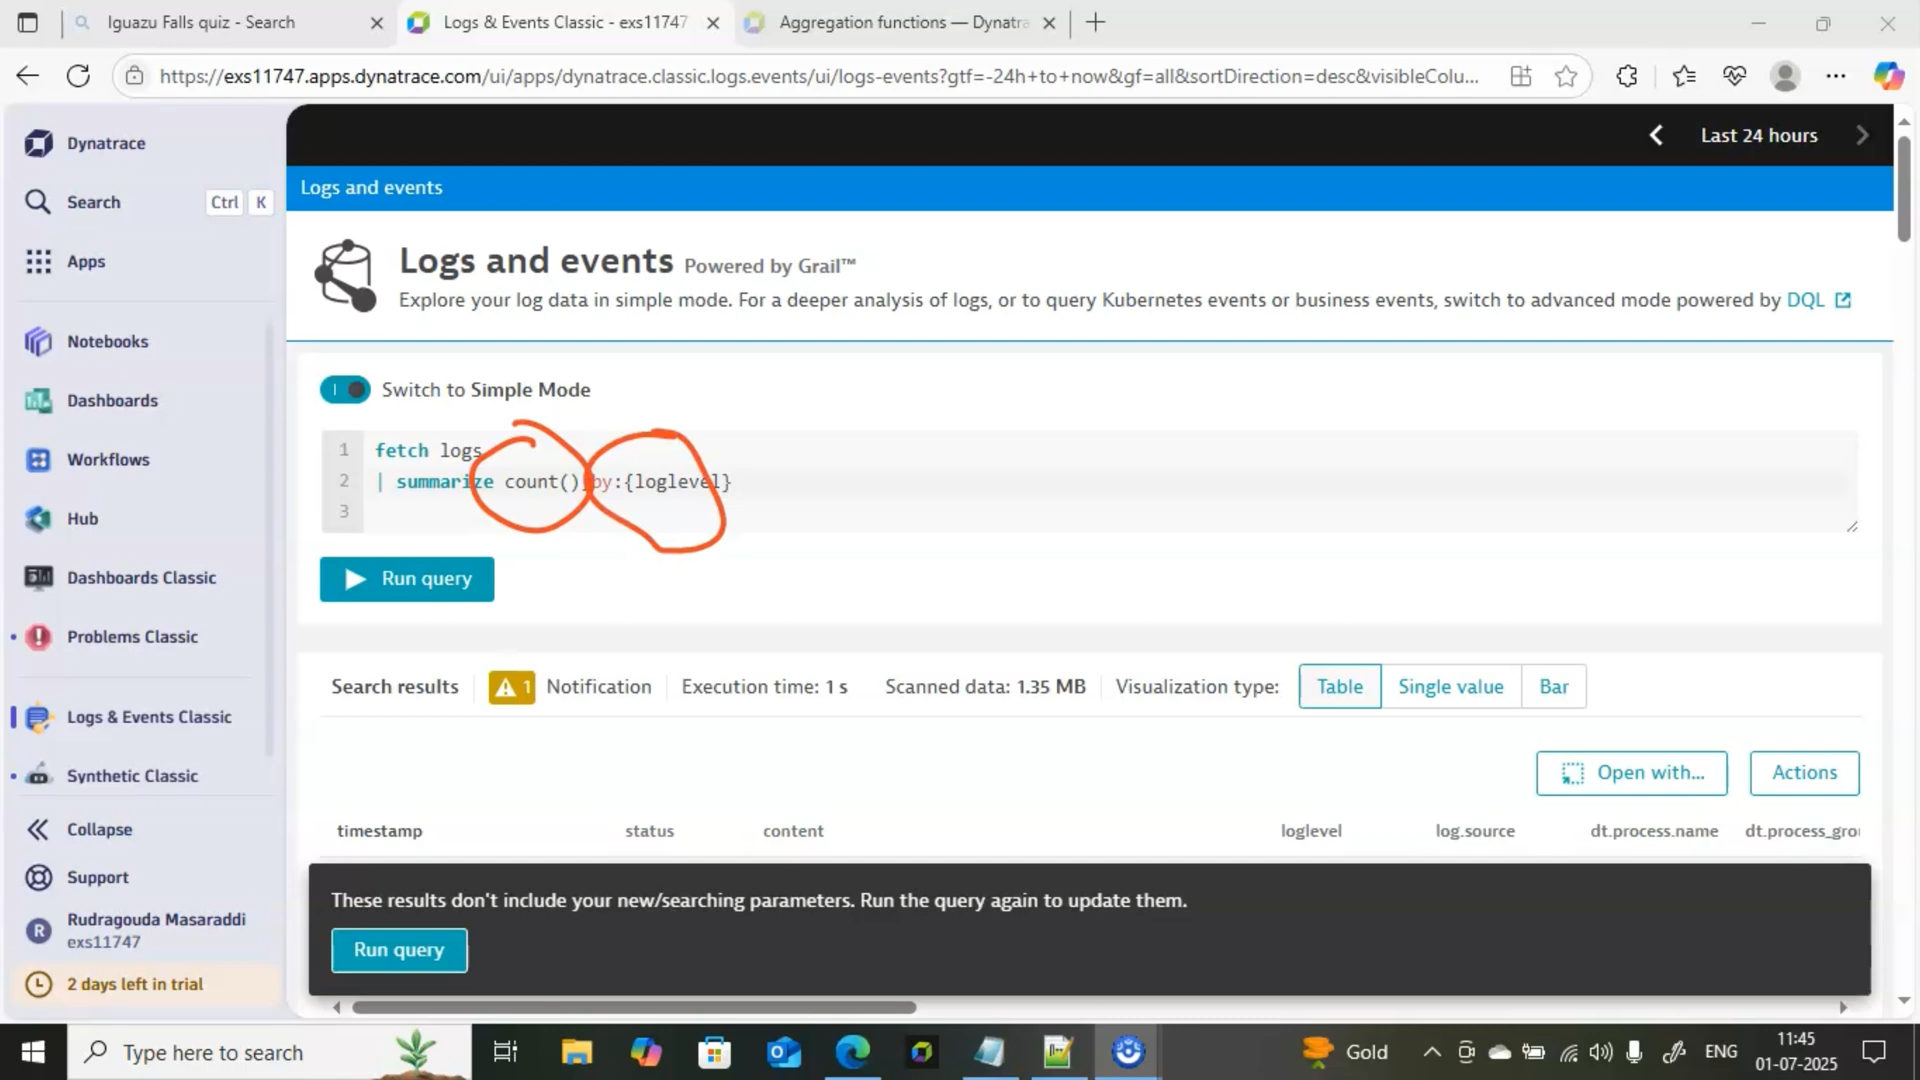 Iguazu Falls quiz - Search
Logs & Events Classic - exs11747
Aggregation functions — Dynatra
https://exs11747.apps.dynatrace.com/ui/apps/dynatrace.classic.logs.events/ui/logs-events?gtf=-24h+to+now&gf=all&sortDirection=desc&visibleColu...
Dynatrace
Search
Ctrl K
Apps
Notebooks
Dashboards
Workflows
Hub
Dashboards Classic
Problems Classic
Logs & Events Classic
Synthetic Classic
Collapse
Support
R
Rudragouda Masaraddi
exs11747
2 days left in trial
Last 24 hours
Logs and events
Logs and events Powered by Grail™
Explore your log data in simple mode. For a deeper analysis of logs, or to query Kubernetes events or business events, switch to advanced mode powered by DQL
Switch to Simple Mode
1 fetch logs
2 | summarize count() by:{loglevel}
3
Run query
Search results
1 Notification
Execution time: 1 s
Scanned data: 1.35 MB
Visualization type:
Table
Single value
Bar
Open with...
Actions
timestamp status content loglevel log.source dt.process.name dt.process_grou
These results don't include your new/searching parameters. Run the query again to update them.
Run query
Type here to search
Gold
ENG
11:45
01-07-2025